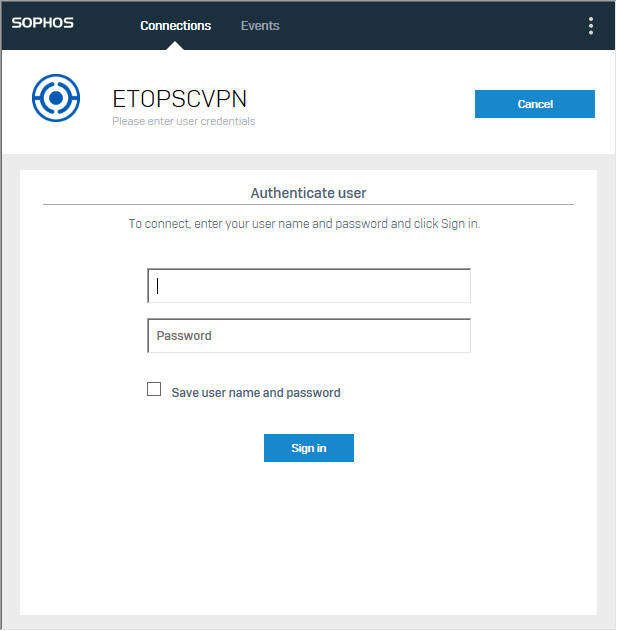 SOPHOS
Connections
Events
ETOPSCVPN
Please enter user credentials
Cancel
Authenticate user
To connect, enter your user name and password and click Sign in.
Password
Save user name and password
Sign in